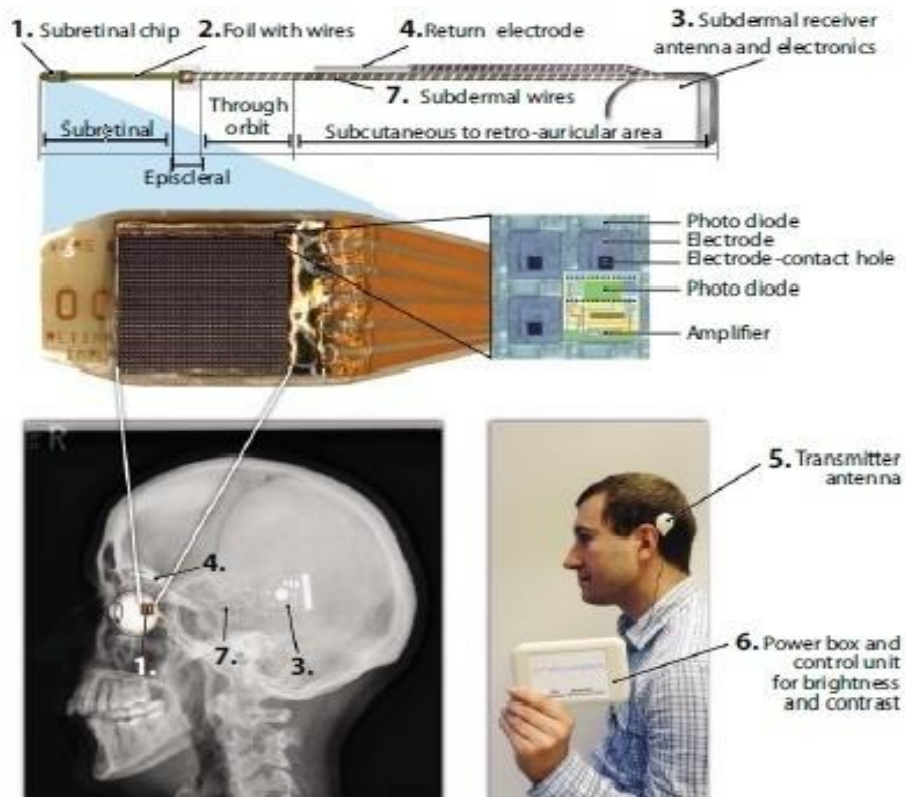 1. Subretinal chip
2. Foil with wires
4. Return electrode
3. Subdermal receiver
antenna and electronics
7. Subdermal wires
Through
orbit
Subretinal
Subcutaneous to retro-auricular area
Episcleral
Photo diode
Electrode
Electrode-contact hole
Photo diode
Amplifier
R
4.
1.
7.
3.
5. Transmitter
antenna
6. Power box and
control unit
for brightness
and contrast